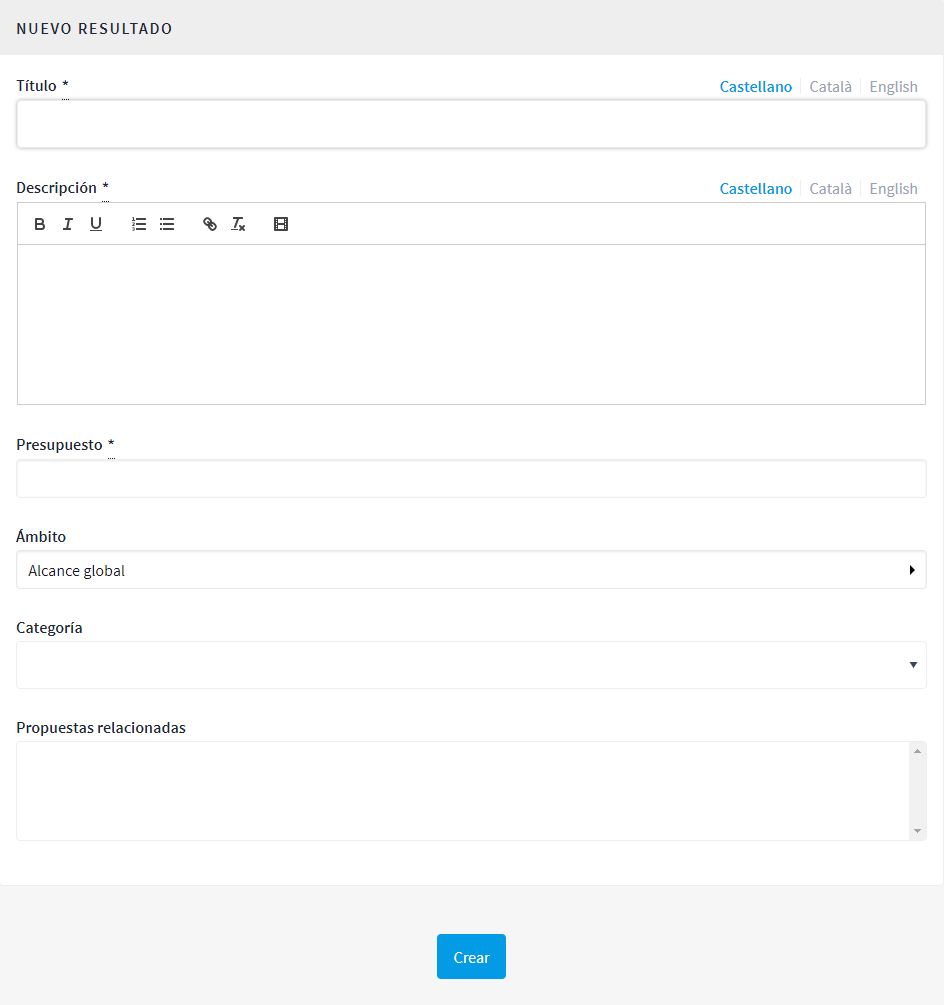 NUEVO RESULTADO
Título *
Castellano Català English
Descripción *
Castellano Català English
Presupuesto *
Ámbito
Alcance global
Categoría
Propuestas relacionadas
Crear